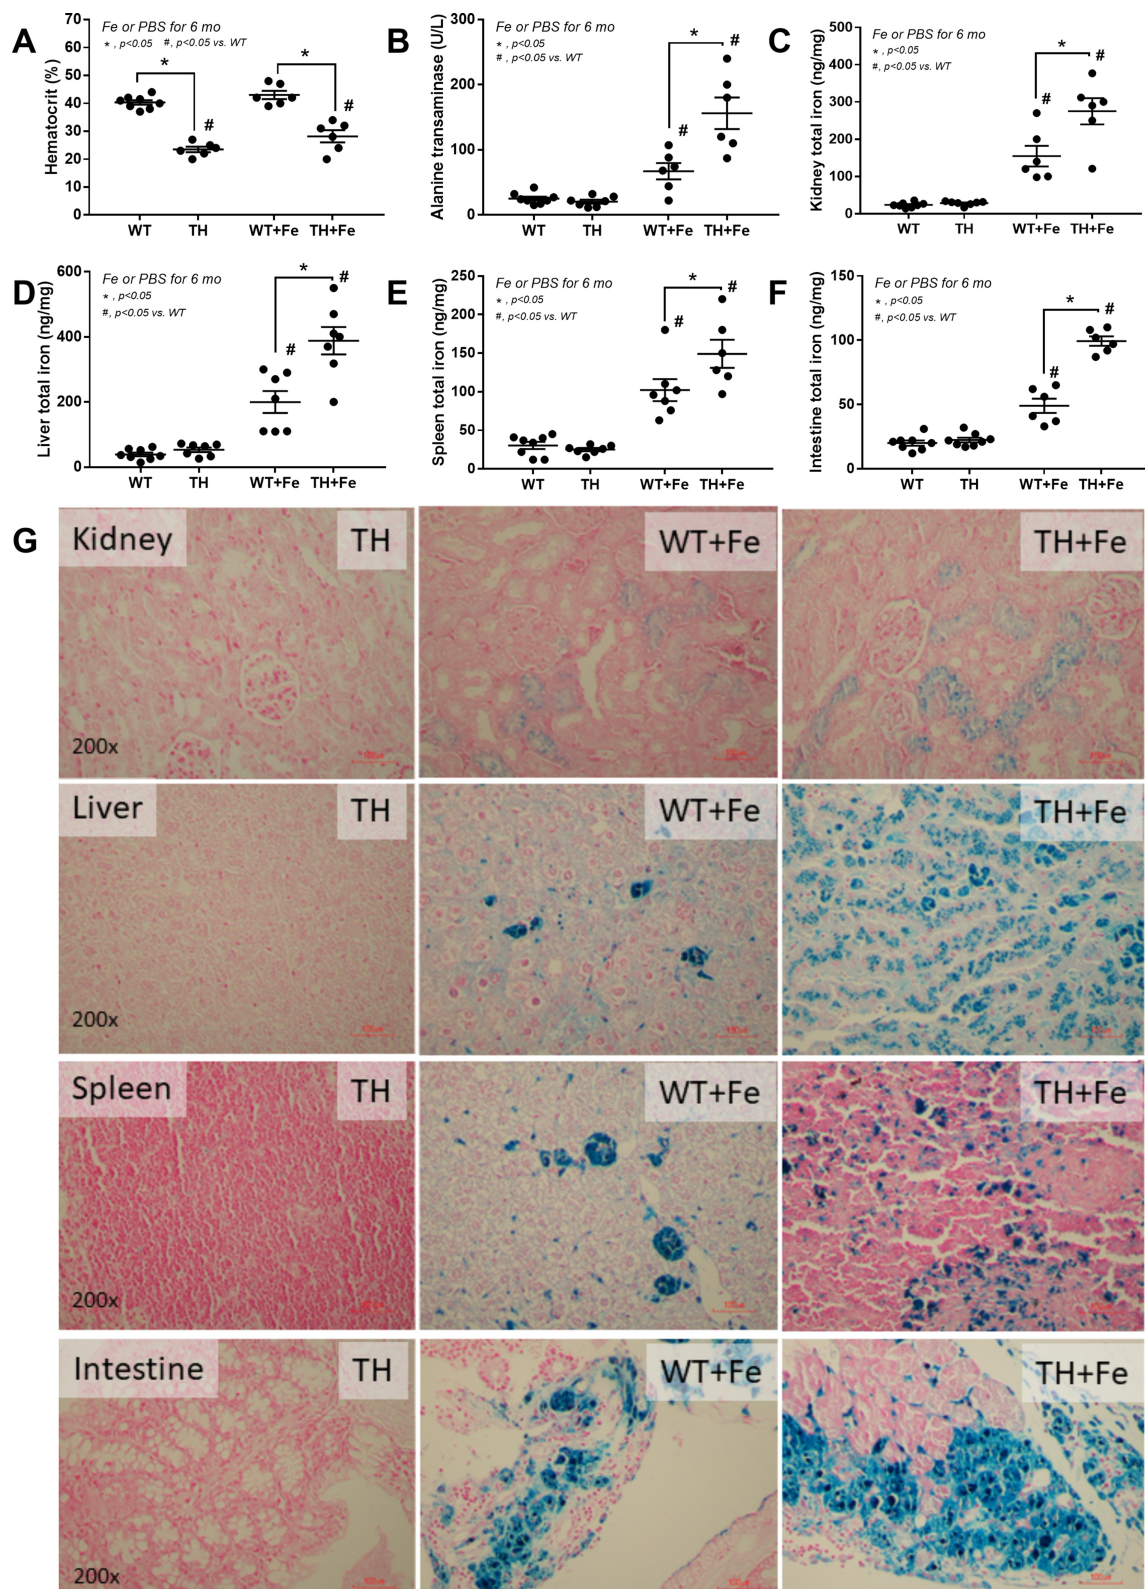 A
Hematocrit (%)
70
60
50
40
30
20
10
0
Fe or PBS for 6 mo
*, p<0.05 #, p<0.05 vs. WT
*
#
*
#
WT TH WT+Fe TH+Fe
B
Alanine transaminase (U/L)
300
200
100
0
Fe or PBS for 6 mo
*, p<0.05
#, p<0.05 vs. WT
#
*
#
WT TH WT+Fe TH+Fe
C
Kidney total iron (ng/mg)
500
400
300
200
100
0
Fe or PBS for 6 mo
*, p<0.05
#, p<0.05 vs. WT
#
*
#
WT TH WT+Fe TH+Fe
D
Liver total iron (ng/mg)
600
400
200
0
Fe or PBS for 6 mo
*, p<0.05
#, p<0.05 vs. WT
#
*
#
WT TH WT+Fe TH+Fe
E
Spleen total iron (ng/mg)
250
200
150
100
50
0
Fe or PBS for 6 mo
*, p<0.05
#, p<0.05 vs. WT
#
*
#
WT TH WT+Fe TH+Fe
F
Intestine total iron (ng/mg)
150
100
50
0
Fe or PBS for 6 mo
*, p<0.05
#, p<0.05 vs. WT
#
*
#
WT TH WT+Fe TH+Fe
G
Kidney TH WT+Fe TH+Fe
200x
100um
Liver TH WT+Fe TH+Fe
200x
Spleen TH WT+Fe TH+Fe
200x
Intestine TH WT+Fe TH+Fe
200x